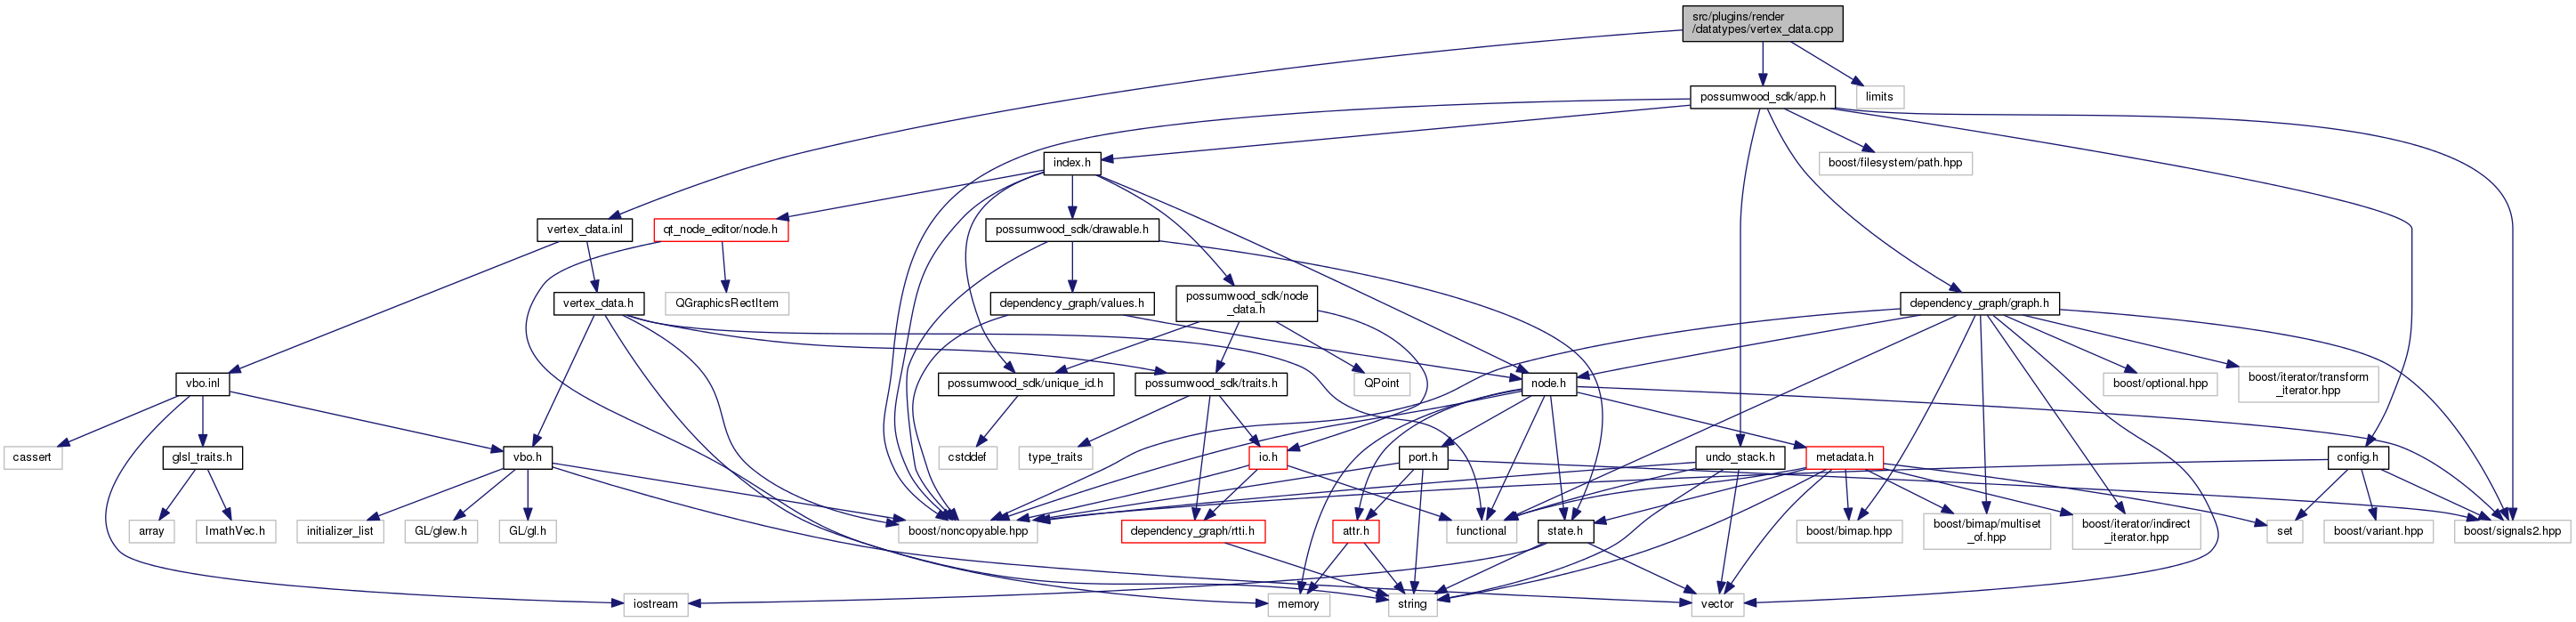 src/plugins/render
/datatypes/vertex_data.cpp
possumwood_sdk/app.h
limits
index.h
boost/filesystem/path.hpp
vertex_data.inl
qt_node_editor/node.h
possumwood_sdk/drawable.h
vertex_data.h
QGraphicsRectItem
dependency_graph/values.h
possumwood_sdk/node
_data.h
dependency_graph/graph.h
vbo.inl
possumwood_sdk/unique_id.h
possumwood_sdk/traits.h
QPoint
node.h
boost/optional.hpp
boost/iterator/transform
_iterator.hpp
cassert
glsl_traits.h
vbo.h
cstddef
type_traits
io.h
port.h
undo_stack.h
metadata.h
config.h
array
ImathVec.h
initializer_list
GL/glew.h
GL/gl.h
boost/noncopyable.hpp
dependency_graph/rtti.h
attr.h
functional
state.h
boost/bimap.hpp
boost/bimap/multiset
_of.hpp
boost/iterator/indirect
_iterator.hpp
set
boost/variant.hpp
boost/signals2.hpp
iostream
memory
string
vector